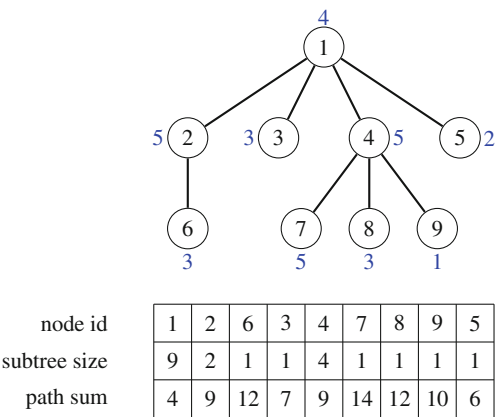 4
1
5 2 3 3 4 5 5 2
6 7 8 9
3 5 3 1
node id 1 2 6 3 4 7 8 9 5
subtree size 9 2 1 1 4 1 1 1 1
path sum 4 9 12 7 9 14 12 10 6